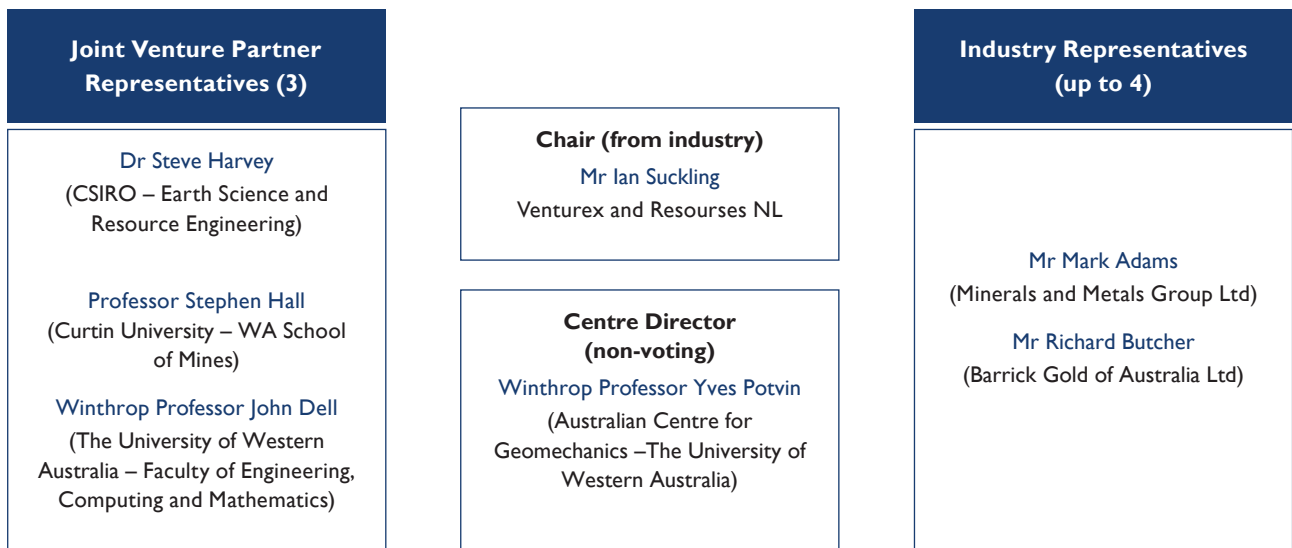 Joint Venture Partner
Representatives (3)
Dr Steve Harvey
(CSIRO – Earth Science and
Resource Engineering)
Professor Stephen Hall
(Curtin University – WA School
of Mines)
Winthrop Professor John Dell
(The University of Western
Australia – Faculty of Engineering,
Computing and Mathematics)
Chair (from industry)
Mr Ian Suckling
Venturex and Resourses NL
Centre Director
(non-voting)
Winthrop Professor Yves Potvin
(Australian Centre for
Geomechanics –The University of
Western Australia)
Industry Representatives
(up to 4)
Mr Mark Adams
(Minerals and Metals Group Ltd)
Mr Richard Butcher
(Barrick Gold of Australia Ltd)